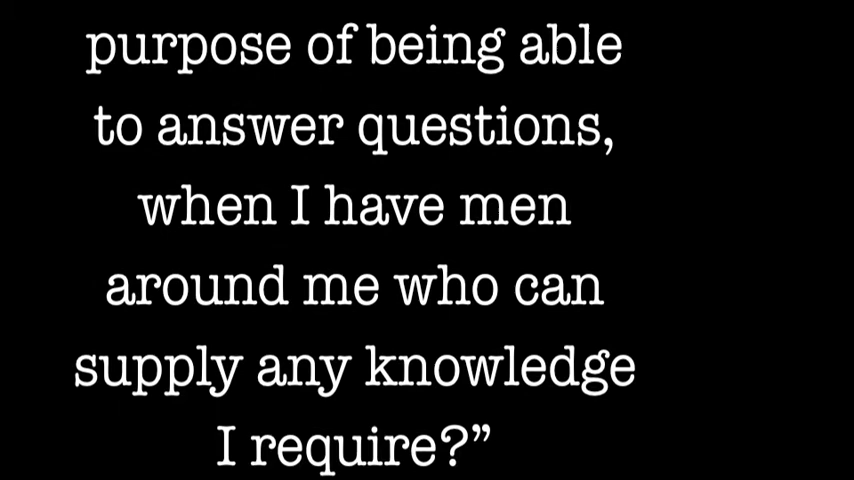 purpose of being able
to answer questions,
when I have men
around me who can
supply any knowledge
I require?”